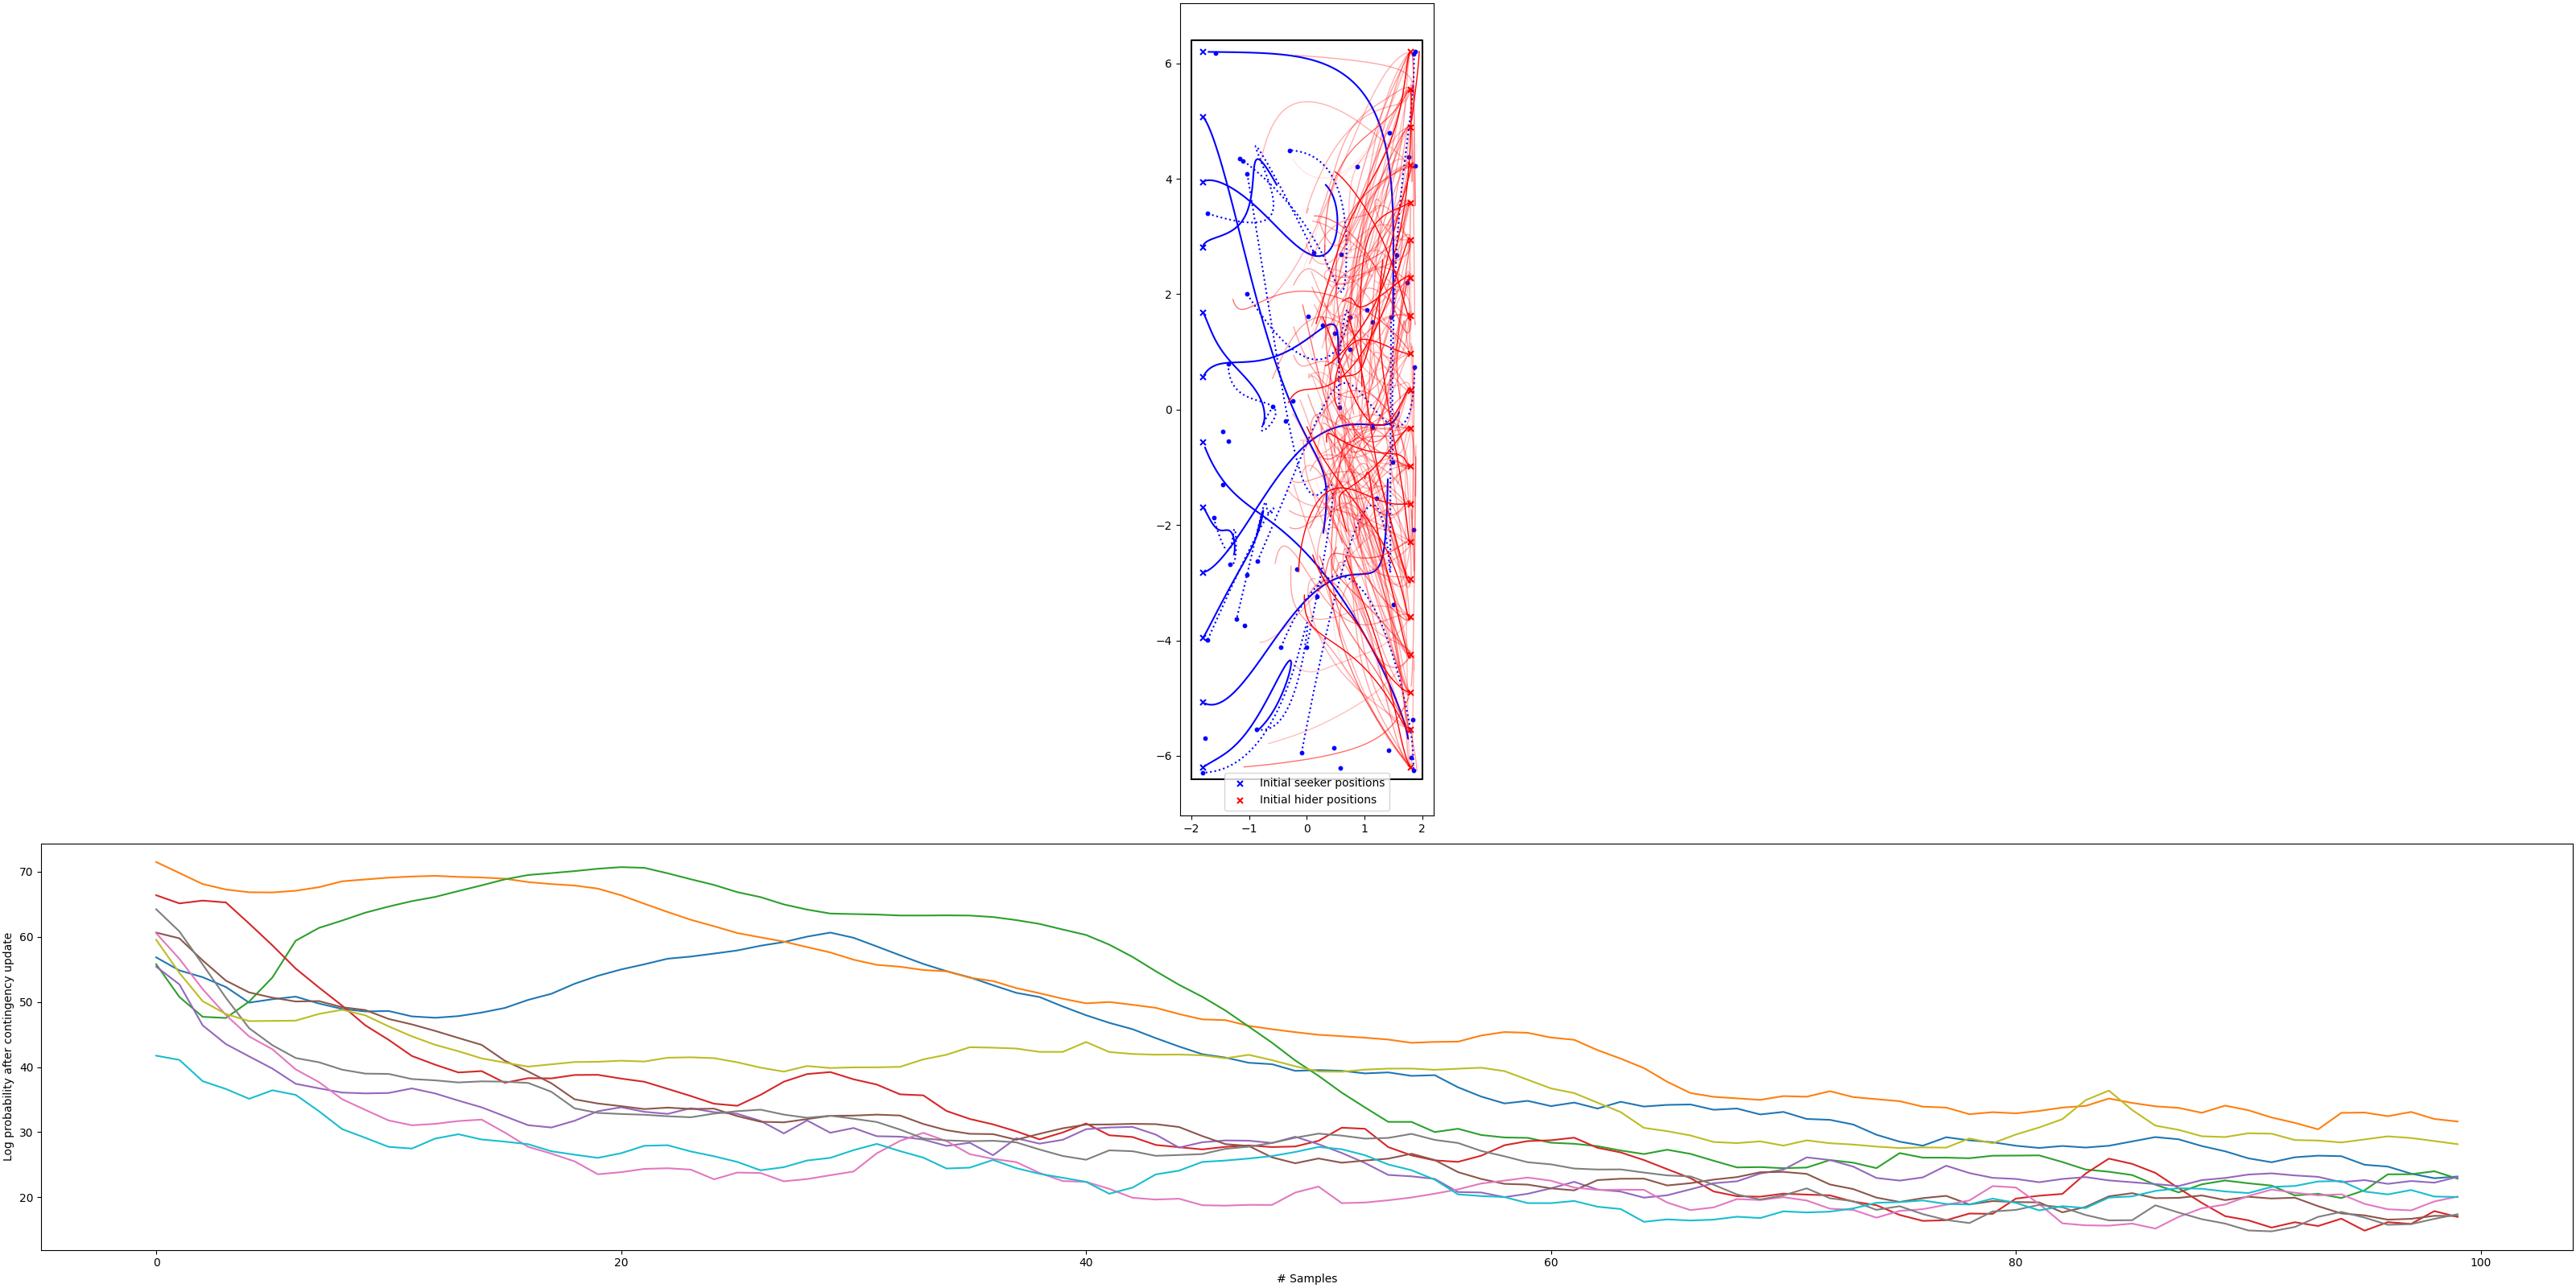 6
4
2
0
−2
−4
−6
Initial seeker positions
Initial hider positions
−2 −1 0 1 2
Log probability after contingency update
70
60
50
40
30
20
0 20 40 60 80 100
# Samples